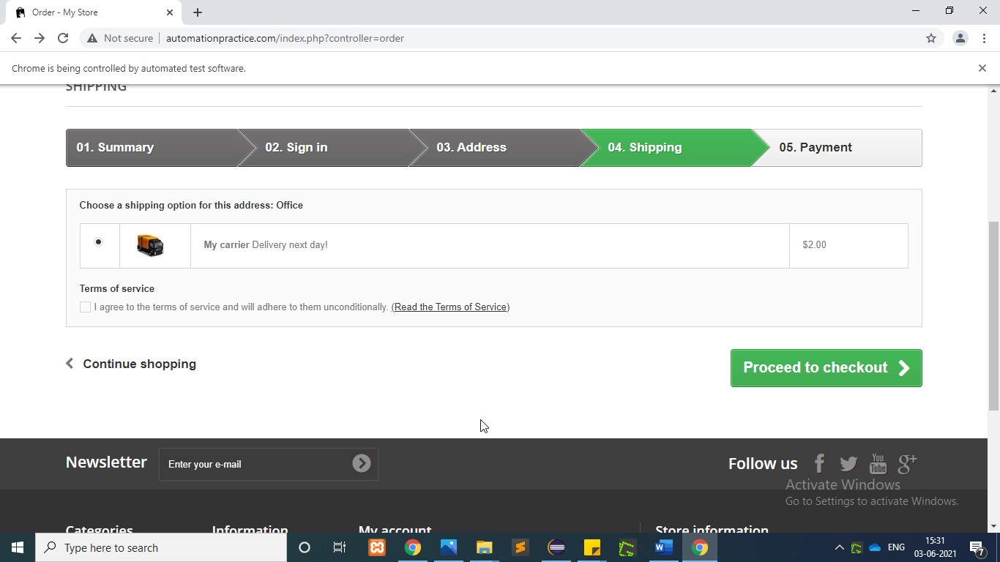 Order - My Store
Not secure
automationpractice.com/index.php?controller=order
Chrome is being controlled by automated test software.
SHIPPING
01. Summary
02. Sign in
03. Address
04. Shipping
05. Payment
Choose a shipping option for this address: Office
My carrier Delivery next day!
$2.00
Terms of service
I agree to the terms of service and will adhere to them unconditionally. (Read the Terms of Service)
Continue shopping
Proceed to checkout
Newsletter
Enter your e-mail
Follow us
You
Tube
g+
Activate Windows
Go to Settings to activate Windows.
Categories
Information
My account
Store information
Type here to search
ENG
15:31
03-06-2021
7